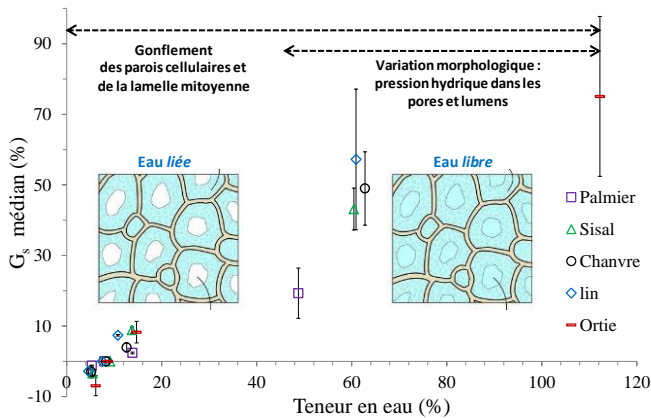 90
70
50
30
10
-10
G_s médian (%)
Gonflement
des parois cellulaires et
de la lamelle mitoyenne
Variation morphologique :
pression hydrique dans les
pores et lumens
Eau liée
Eau libre
Palmier
Sisal
Chanvre
lin
Ortie
0
20
40
60
80
100
120
Teneur en eau (%)